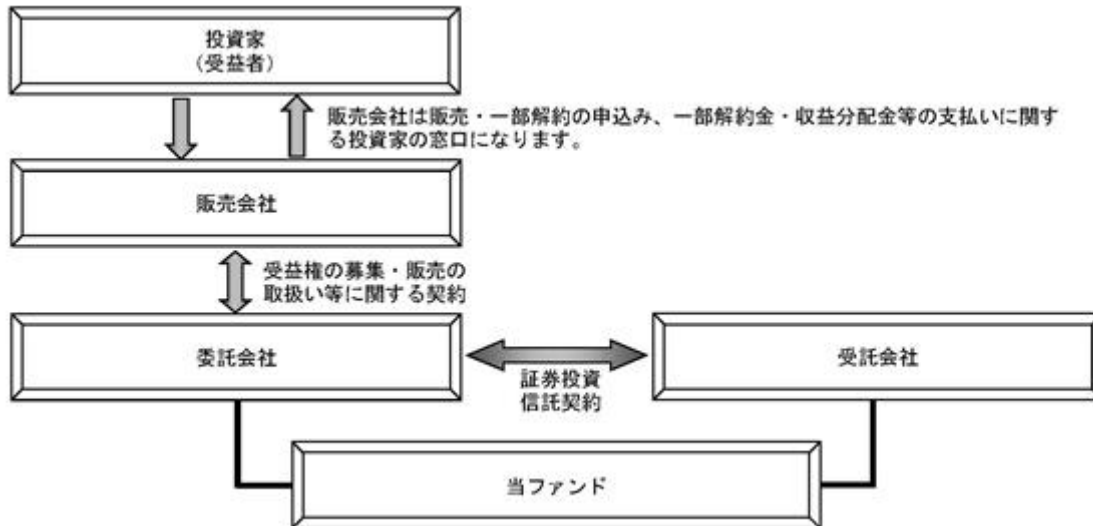 投資家
（受益者）
販売会社は販売・一部解約の申込み、一部解約金・収益分配金等の支払いに関す
る投資家の窓口になります。
販売会社
受益権の募集・販売の
取扱い等に関する契約
委託会社
受託会社
証券投資
信託契約
当ファンド